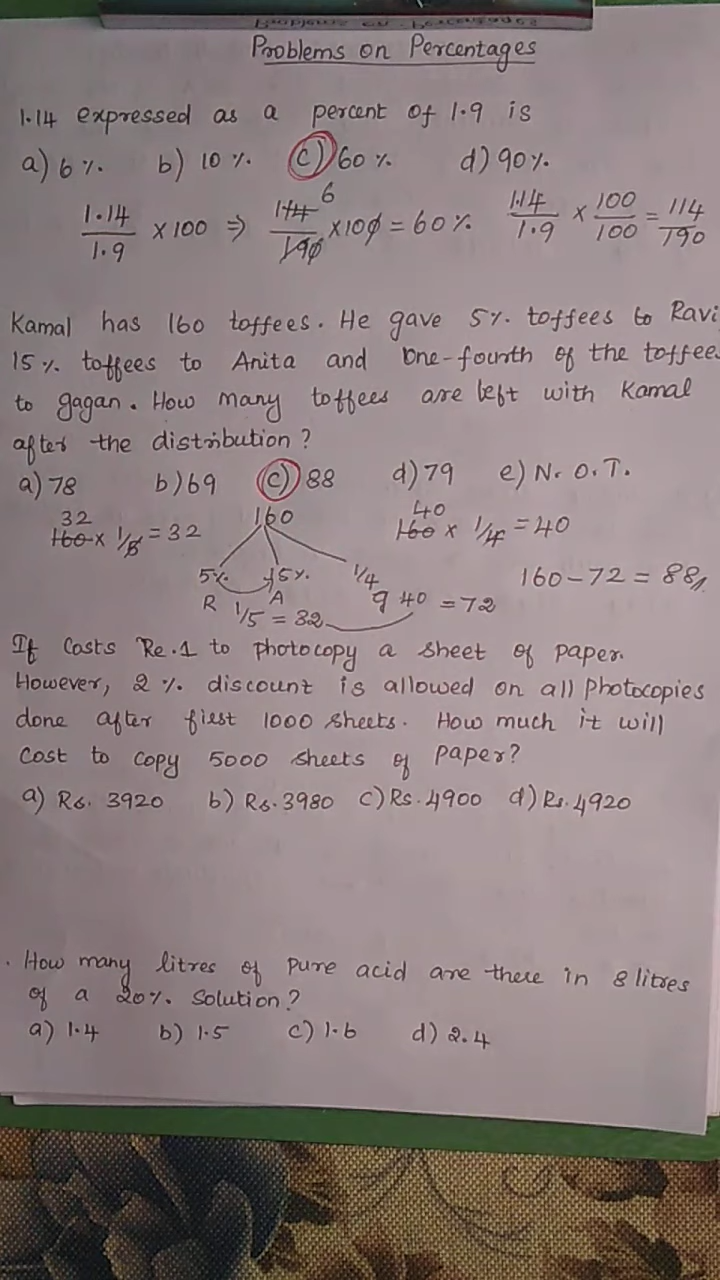 Problems on Percentages
1.14 expressed as a percent of 1.9 is
a) 6 %. b) 10 %. (c) 60 %. d) 90%.
1.14/1.9 x 100 ⇒ 114/190 6 x 100 = 60 %. 1.14/1.9 x 100/100 = 114/190
Kamal has 160 toffees. He gave 5%. toffees to Ravi
15 %. toffees to Anita and One-fourth of the toffee
to gagan. How many toffees are left with Kamal
after the distribution?
a) 78 b) 69 (c) 88 d) 79 e) N. O. T.
32 160 40
160 x 1/5 = 32 160 x 1/4 = 40
5%. 15%. 1/4 160 - 72 = 88
R A g 40 = 72
1/5 = 32
If Costs Re.1 to photocopy a sheet of paper.
However, 2 %. discount is allowed on all Photocopies
done after first 1000 sheets. How much it will
Cost to copy 5000 sheets of paper?
a) Rs. 3920 b) Rs. 3980 c) Rs. 4900 d) Rs. 4920
. How many litres of pure acid are there in 8 litres
of a 20%. Solution?
a) 1.4 b) 1.5 c) 1.6 d) 2.4